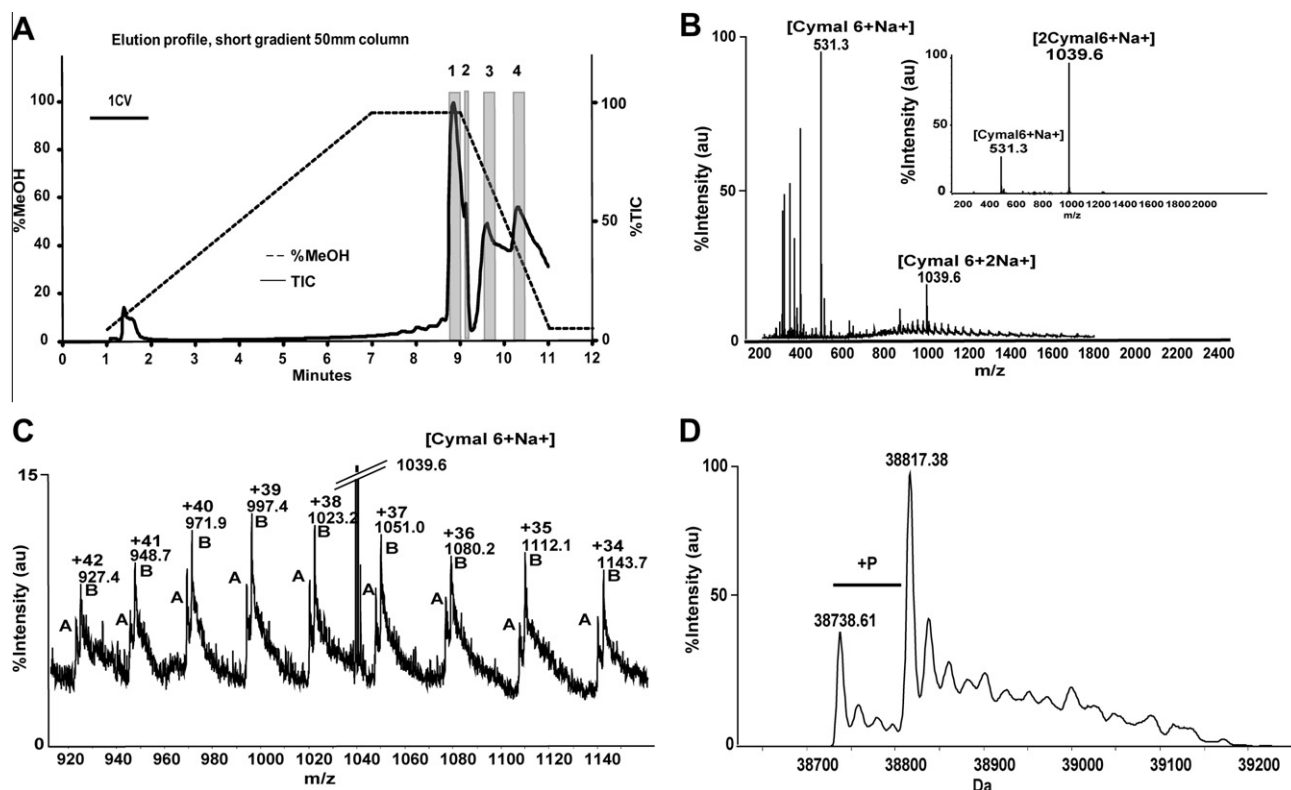 A
Elution profile, short gradient 50mm column
1 2 3 4
1CV
%MeOH
100
80
60
40
20
0
%TIC
100
50
0
%MeOH
TIC
0 1 2 3 4 5 6 7 8 9 10 11 12
Minutes
B
[Cymal 6+Na+]
531.3
%Intensity (au)
100
50
0
[Cymal 6+2Na+]
1039.6
200 400 600 800 1000 1200 1400 1600 1800 2000 2200 2400
m/z
[2Cymal6+Na+]
1039.6
%Intensity (au)
100
50
0
[Cymal6+Na+]
531.3
200 400 600 800 1000 1200 1400 1600 1800 2000
m/z
C
[Cymal 6+Na+]
1039.6
%Intensity (au)
15
0
+42
927.4
A B
+41
948.7
A B
+40
971.9
A B
+39
997.4
A B
+38
1023.2
A B
+37
1051.0
A B
+36
1080.2
A B
+35
1112.1
A B
+34
1143.7
A B
920 940 960 980 1000 1020 1040 1060 1080 1100 1120 1140
m/z
D
38817.38
+P
38738.61
%Intensity (au)
100
50
0
38700 38800 38900 39000 39100 39200
Da